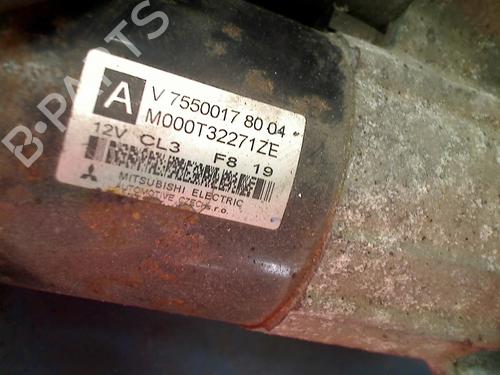 B-PARTS
A
V 7550017 80 04
M000T32271ZE
12V CL3 F8 19
MITSUBISHI ELECTRIC
AUTOMOTIVE CZECH s.r.o.